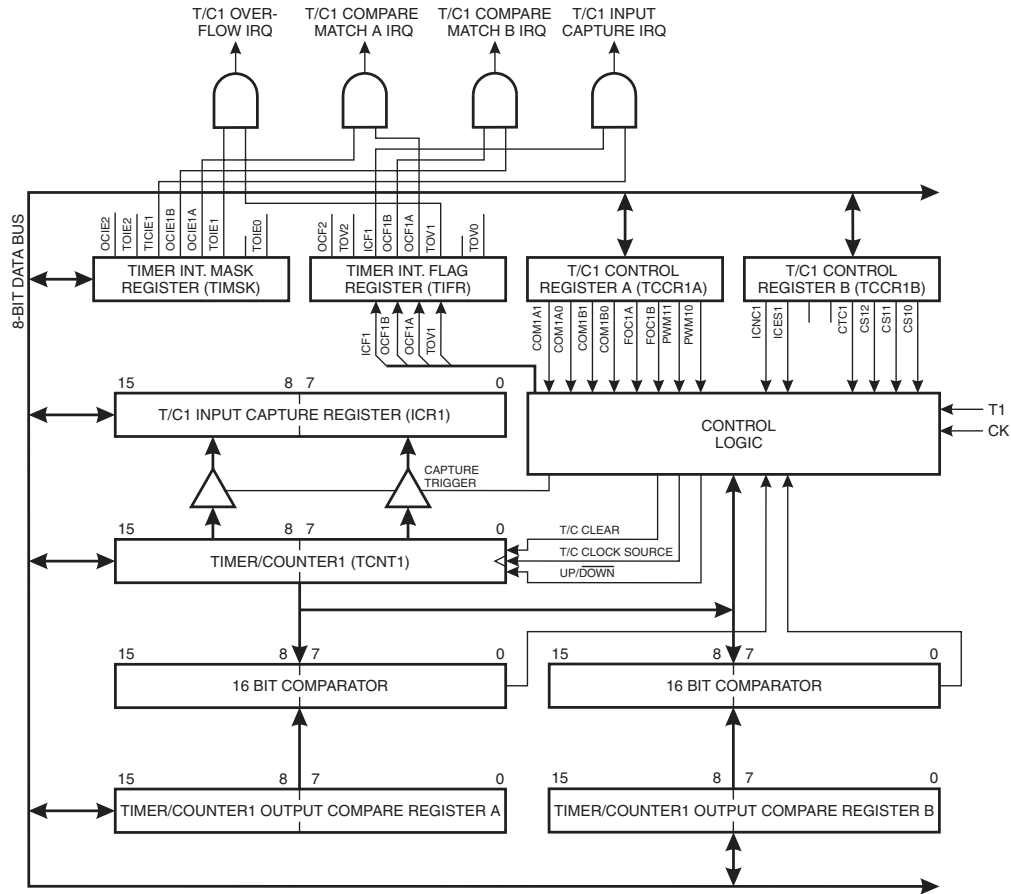 T/C1 OVER-
FLOW IRQ
T/C1 COMPARE
MATCH A IRQ
T/C1 COMPARE
MATCH B IRQ
T/C1 INPUT
CAPTURE IRQ
8-BIT DATA BUS
OCIE2
TOIE2
TICIE1
OCIE1B
OCIE1A
TOIE1
TOIE0
OCF2
TOV2
ICF1
OCF1B
OCF1A
TOV1
TOV0
TIMER INT. MASK
REGISTER (TIMSK)
TIMER INT. FLAG
REGISTER (TIFR)
T/C1 CONTROL
REGISTER A (TCCR1A)
T/C1 CONTROL
REGISTER B (TCCR1B)
ICF1
OCF1B
OCF1A
TOV1
COM1A1
COM1A0
COM1B1
COM1B0
FOC1A
FOC1B
PWM11
PWM10
ICNC1
ICES1
CTC1
CS12
CS11
CS10
15 8 7 0
T/C1 INPUT CAPTURE REGISTER (ICR1)
CONTROL
LOGIC
T1
CK
CAPTURE
TRIGGER
15 8 7 0
TIMER/COUNTER1 (TCNT1)
T/C CLEAR
T/C CLOCK SOURCE
UP/DOWN
15 8 7 0
16 BIT COMPARATOR
15 8 7 0
16 BIT COMPARATOR
15 8 7 0
TIMER/COUNTER1 OUTPUT COMPARE REGISTER A
15 8 7 0
TIMER/COUNTER1 OUTPUT COMPARE REGISTER B